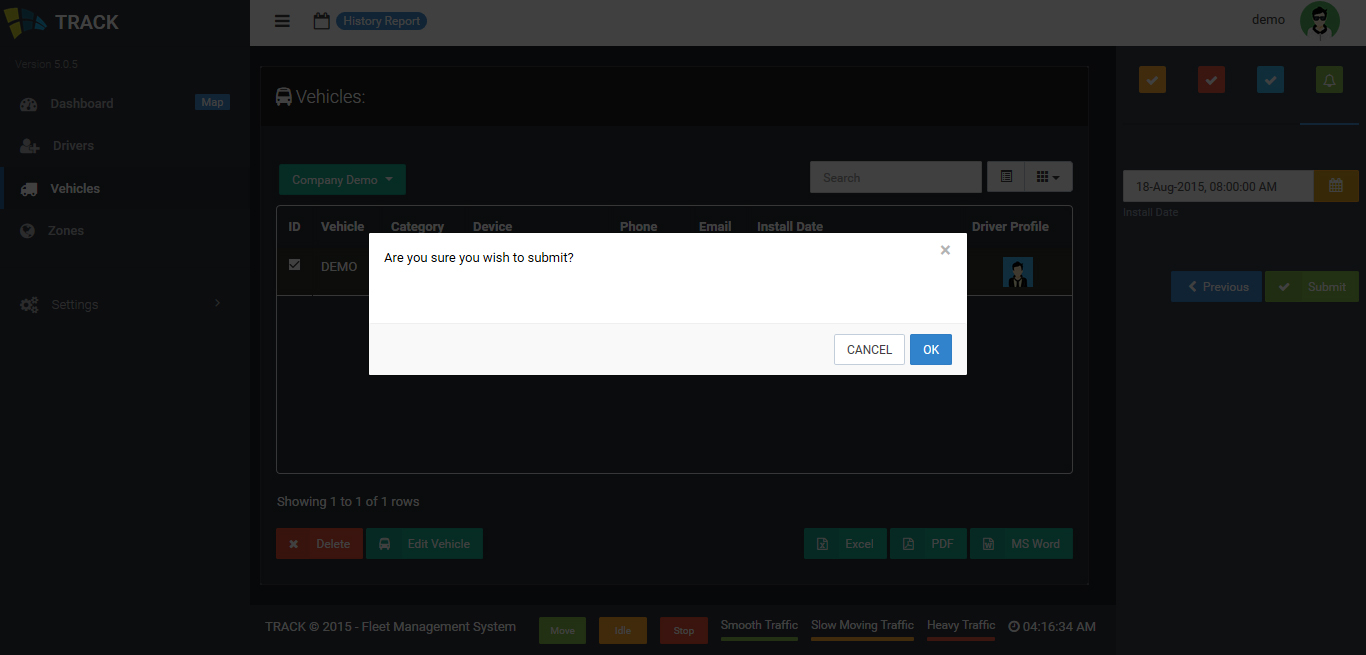 TRACK
Version 5.0.5
Dashboard
Map
Drivers
Vehicles
Zones
Settings
History Report
demo
Vehicles:
Company Demo
Search
ID Vehicle Category Device Phone Email Install Date Driver Profile
DEMO
Showing 1 to 1 of 1 rows
Delete
Edit Vehicle
Excel
PDF
MS Word
Are you sure you wish to submit?
×
CANCEL
OK
18-Aug-2015, 08:00:00 AM
Install Date
Previous
Submit
TRACK © 2015 - Fleet Management System
Move
Idle
Stop
Smooth Traffic
Slow Moving Traffic
Heavy Traffic
04:16:34 AM